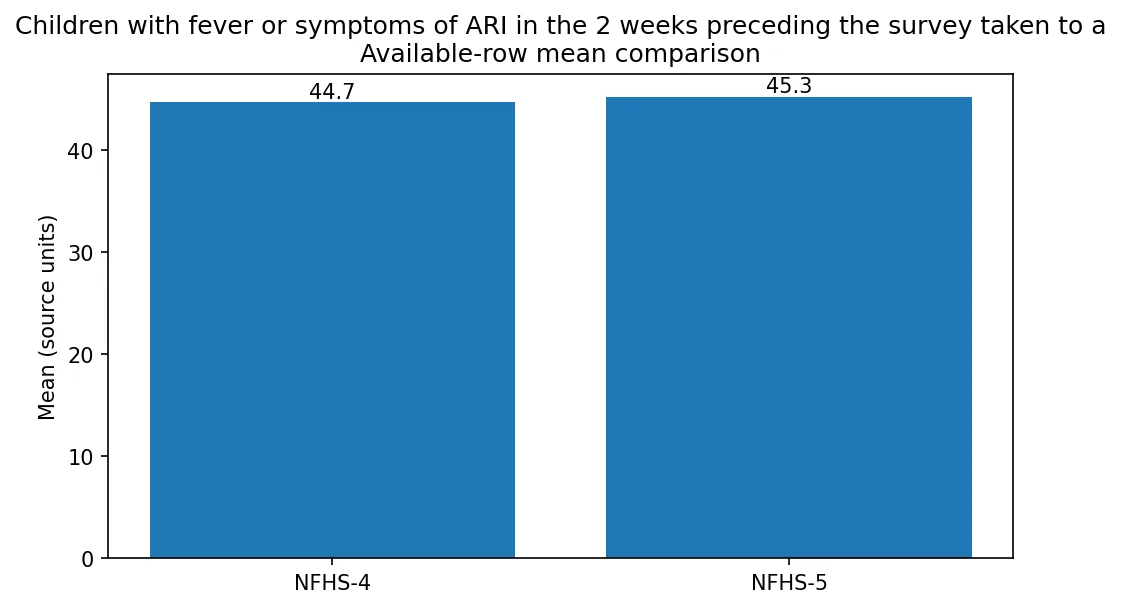 Children with fever or symptoms of ARI in the 2 weeks preceding the survey taken to a
Available-row mean comparison
44.7
45.3
Mean (source units)
40
30
20
10
0
NFHS-4
NFHS-5